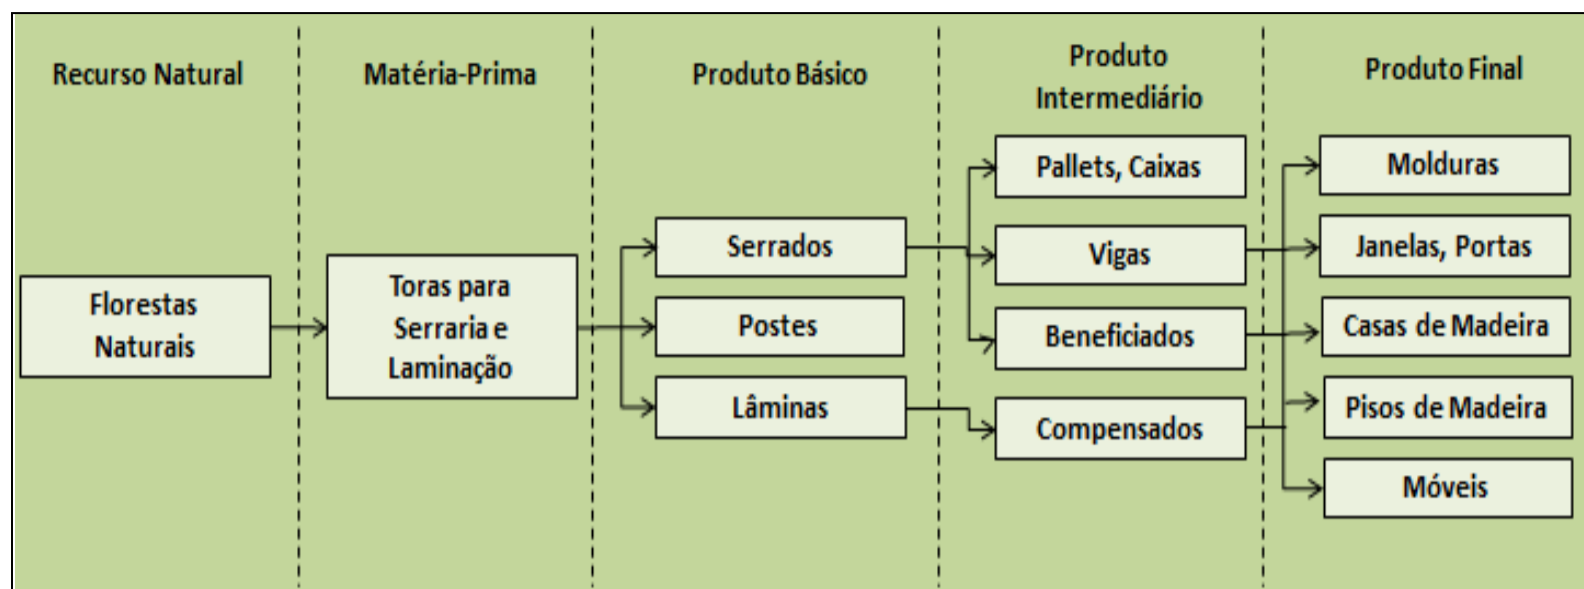 Recurso Natural
Matéria-Prima
Produto Básico
Produto
Intermediário
Produto Final
Florestas
Naturais
Toras para
Serraria e
Laminação
Serrados
Postes
Lâminas
Pallets, Caixas
Vigas
Beneficiados
Compensados
Molduras
Janelas, Portas
Casas de Madeira
Pisos de Madeira
Móveis